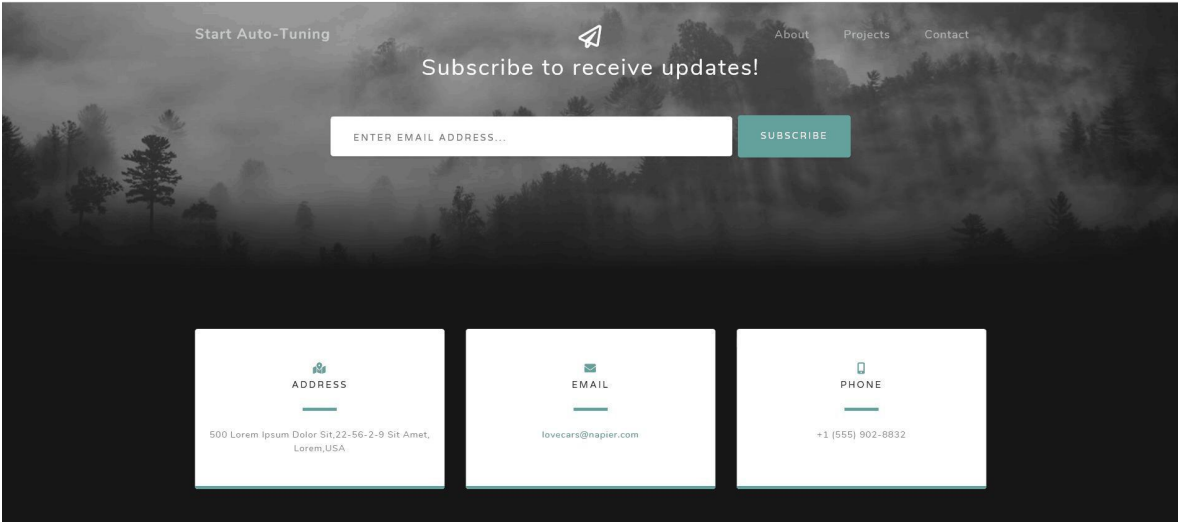 Start Auto-Tuning
About Projects Contact
Subscribe to receive updates!
ENTER EMAIL ADDRESS...
SUBSCRIBE
ADDRESS
500 Lorem Ipsum Dolor Sit,22-56-2-9 Sit Amet,
Lorem,USA
EMAIL
lovecars@napier.com
PHONE
+1 (555) 902-8832